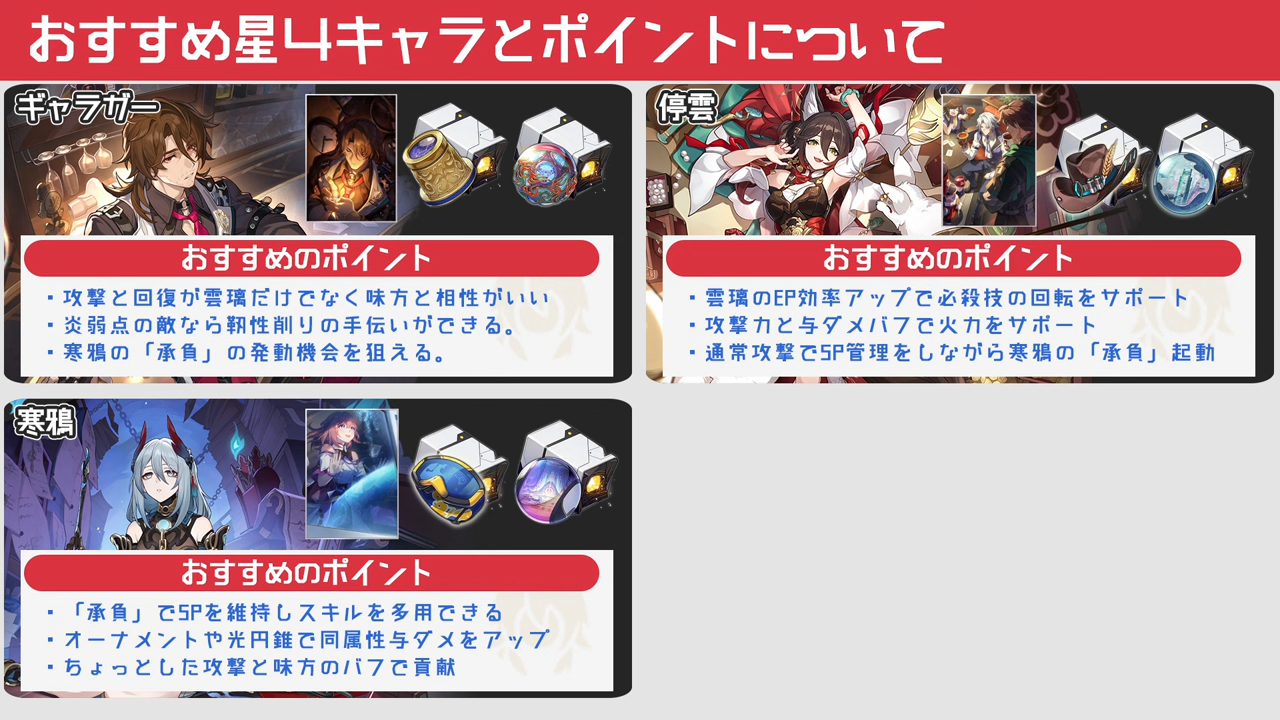 おすすめ星4キャラとポイントについて
ギャラガー
おすすめのポイント
・攻撃と回復が雲璃だけでなく味方と相性がいい
・炎弱点の敵なら靭性削りの手伝いができる。
・寒鴉の「承負」の発動機会を狙える。
停雲
おすすめのポイント
・雲璃のEP効率アップで必殺技の回転をサポート
・攻撃力と与ダメバフで火力をサポート
・通常攻撃でSP管理をしながら寒鴉の「承負」起動
寒鴉
おすすめのポイント
・「承負」でSPを維持しスキルを多用できる
・オーナメントや光円錐で同属性与ダメをアップ
・ちょっとした攻撃と味方のバフで貢献